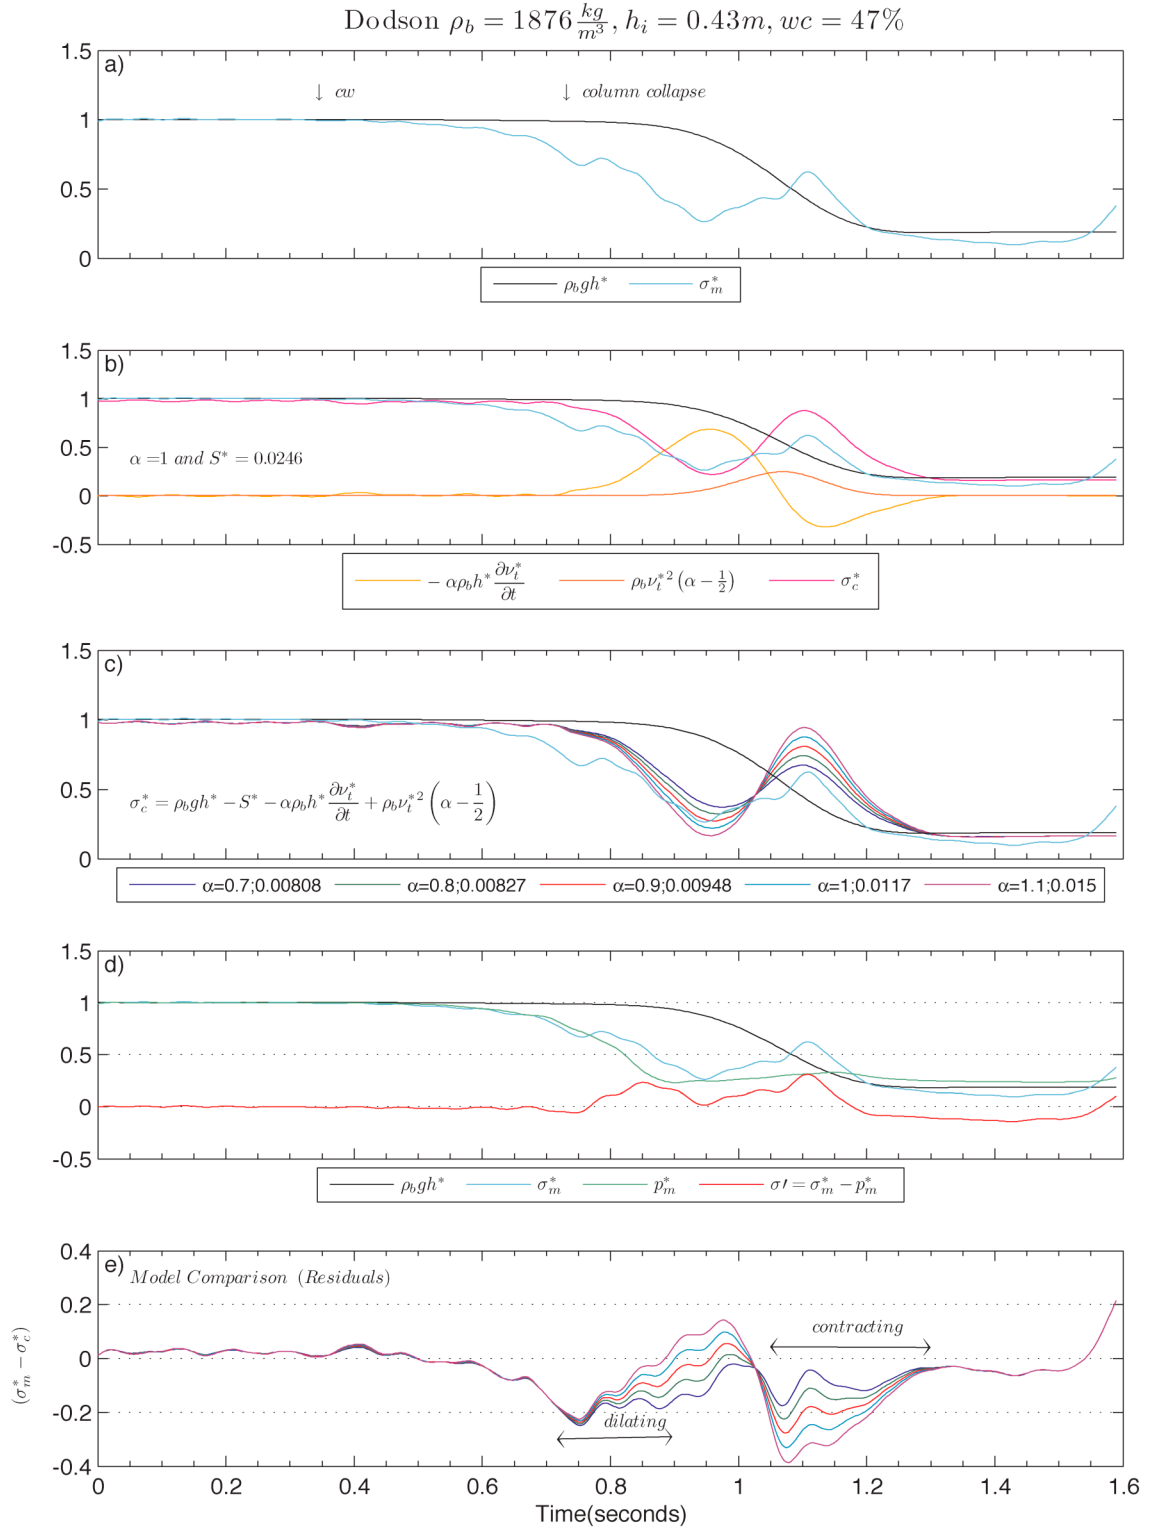 Dodson ρ_b = 1876 kg/m³, h_i = 0.43m, wc = 47%
a)
↓ cw
↓ column collapse
1.5
1
0.5
0
ρ_b gh* σ*_m
b)
1.5
1
0.5
0
-0.5
α =1 and S* = 0.0246
− αρ_b h* ∂ν*_t/∂t ρ_b ν*_t² (α − 1/2) σ*_c
c)
1.5
1
0.5
0
σ*_c = ρ_b gh* − S* − αρ_b h* ∂ν*_t/∂t + ρ_b ν*_t² (α − 1/2)
α=0.7;0.00808 α=0.8;0.00827 α=0.9;0.00948 α=1;0.0117 α=1.1;0.015
d)
1.5
1
0.5
0
-0.5
ρ_b gh* σ*_m p*_m σ′ = σ*_m − p*_m
e)
Model Comparison (Residuals)
0.4
0.2
0
-0.2
-0.4
(σ*_m − σ*_c)
contracting
dilating
0 0.2 0.4 0.6 0.8 1 1.2 1.4 1.6
Time(seconds)